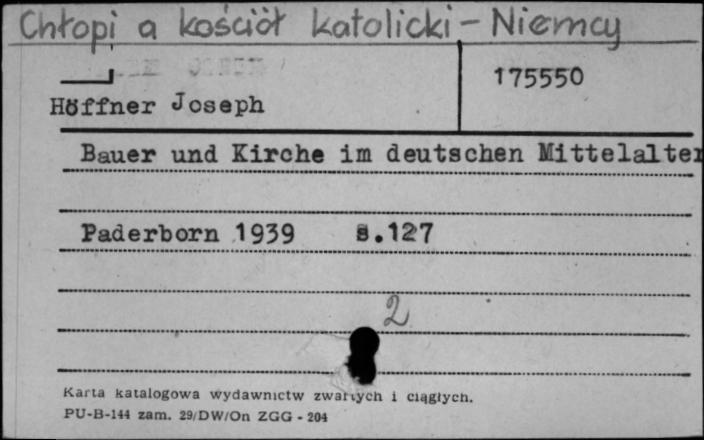 Chłopi a kościół katolicki - Niemcy
175550
Höffner Joseph
Bauer und Kirche im deutschen Mittelalter
Paderborn 1939 s.127
2
Karta katalogowa wydawnictw zwartych i ciągłych.
PU-B-144 zam. 29/DW/On ZGG - 204